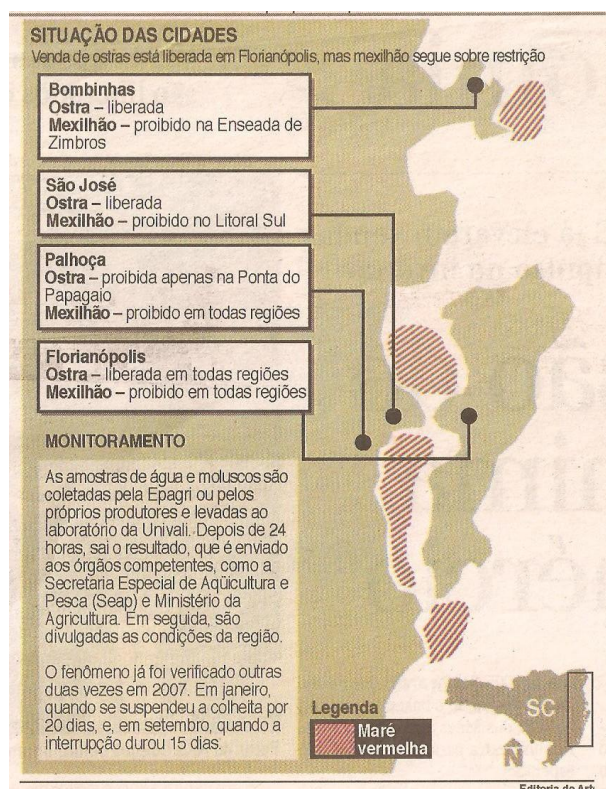 SITUAÇÃO DAS CIDADES
Venda de ostras está liberada em Florianópolis, mas mexilhão segue sobre restrição
Bombinhas
Ostra – liberada
Mexilhão – proibido na Enseada de
Zimbros
São José
Ostra – liberada
Mexilhão – proibido no Litoral Sul
Palhoça
Ostra – proibida apenas na Ponta do
Papagaio
Mexilhão – proibido em todas regiões
Florianópolis
Ostra – liberada em todas regiões
Mexilhão – proibido em todas regiões
MONITORAMENTO
As amostras de água e moluscos são
coletadas pela Epagri ou pelos
próprios produtores e levadas ao
laboratório da Univali. Depois de 24
horas, sai o resultado, que é enviado
aos órgãos competentes, como a
Secretaria Especial de Aqüicultura e
Pesca (Seap) e Ministério da
Agricultura. Em seguida, são
divulgadas as condições da região.
O fenômeno já foi verificado outras
duas vezes em 2007. Em janeiro,
quando se suspendeu a colheita por
20 dias, e, em setembro, quando a
interrupção durou 15 dias.
Legenda
Maré
vermelha
SC
N
Editoria de